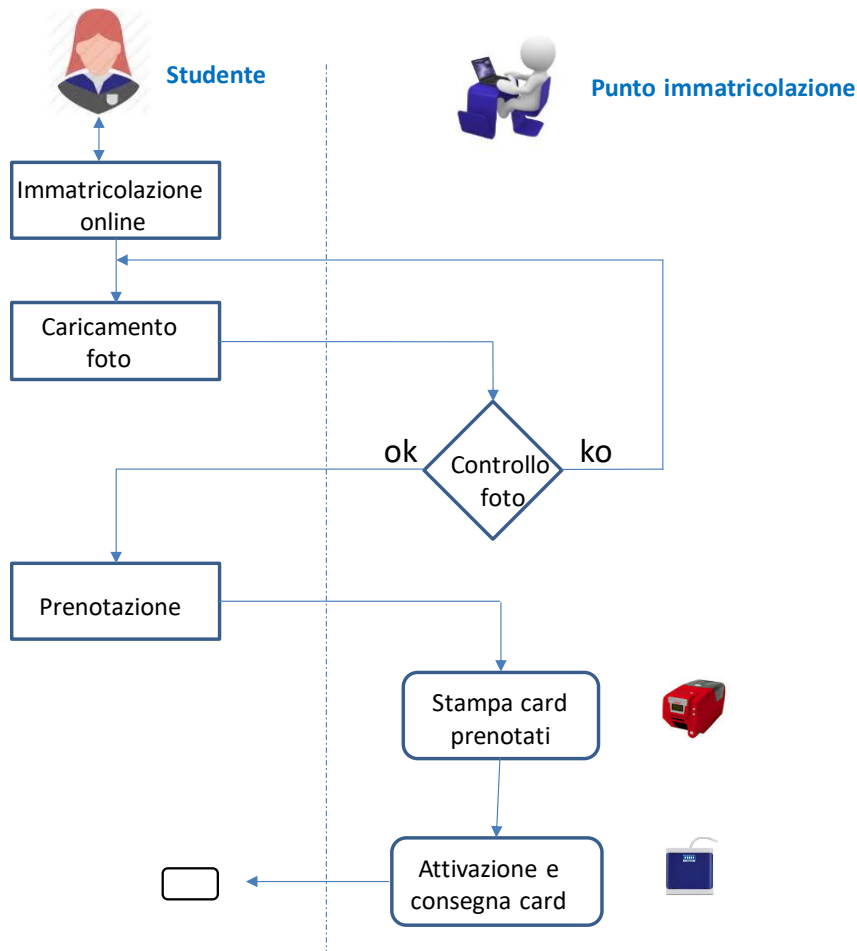 Studente
Punto immatricolazione
Immatricolazione
online
Caricamento
foto
ok
ko
Controllo
foto
Prenotazione
Stampa card
prenotati
Attivazione e
consegna card